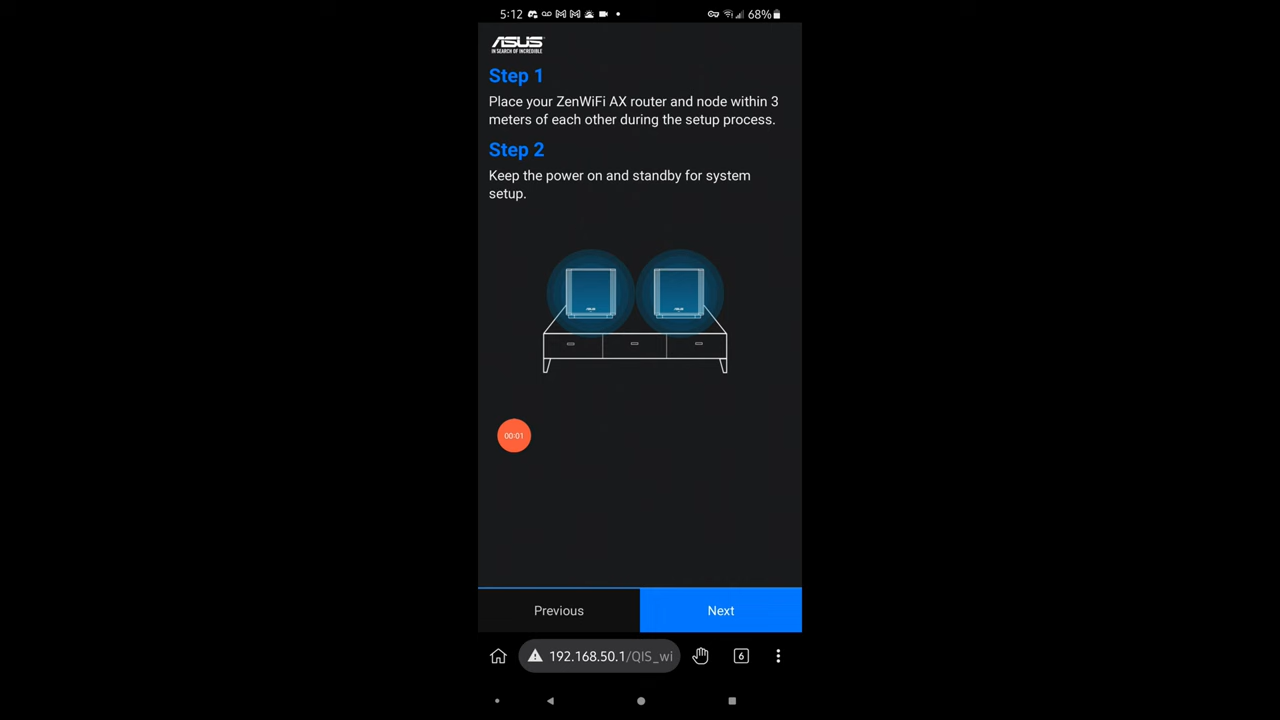 5:12
68%
ASUS
IN SEARCH OF INCREDIBLE
Step 1
Place your ZenWiFi AX router and node within 3
meters of each other during the setup process.
Step 2
Keep the power on and standby for system
setup.
ASUS
ASUS
00:01
Previous
Next
192.168.50.1/QIS_wi
6